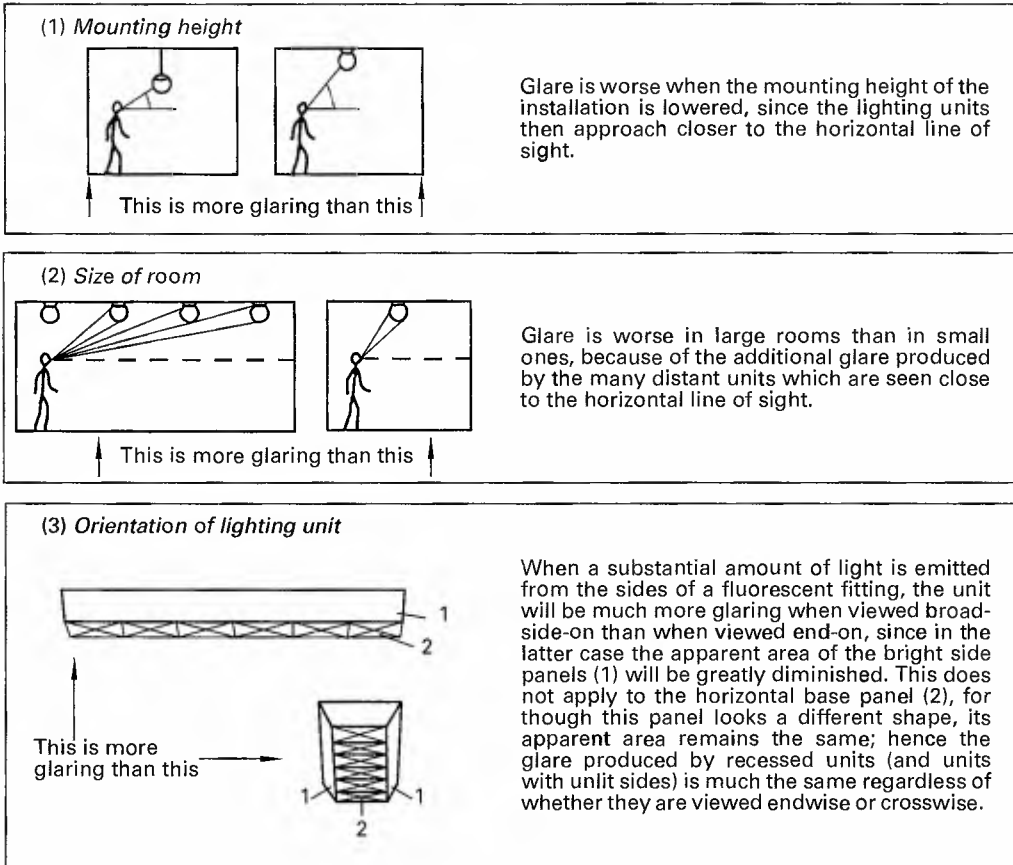 (1) Mounting height
Glare is worse when the mounting height of the
installation is lowered, since the lighting units
then approach closer to the horizontal line of
sight.
This is more glaring than this
(2) Size of room
Glare is worse in large rooms than in small
ones, because of the additional glare produced
by the many distant units which are seen close
to the horizontal line of sight.
This is more glaring than this
(3) Orientation of lighting unit
When a substantial amount of light is emitted
from the sides of a fluorescent fitting, the unit
will be much more glaring when viewed broad-
side-on than when viewed end-on, since in the
latter case the apparent area of the bright side
panels (1) will be greatly diminished. This does
not apply to the horizontal base panel (2), for
though this panel looks a different shape, its
apparent area remains the same; hence the
glare produced by recessed units (and units
with unlit sides) is much the same regardless of
whether they are viewed endwise or crosswise.
1
2
This is more
glaring than this
1
1
2